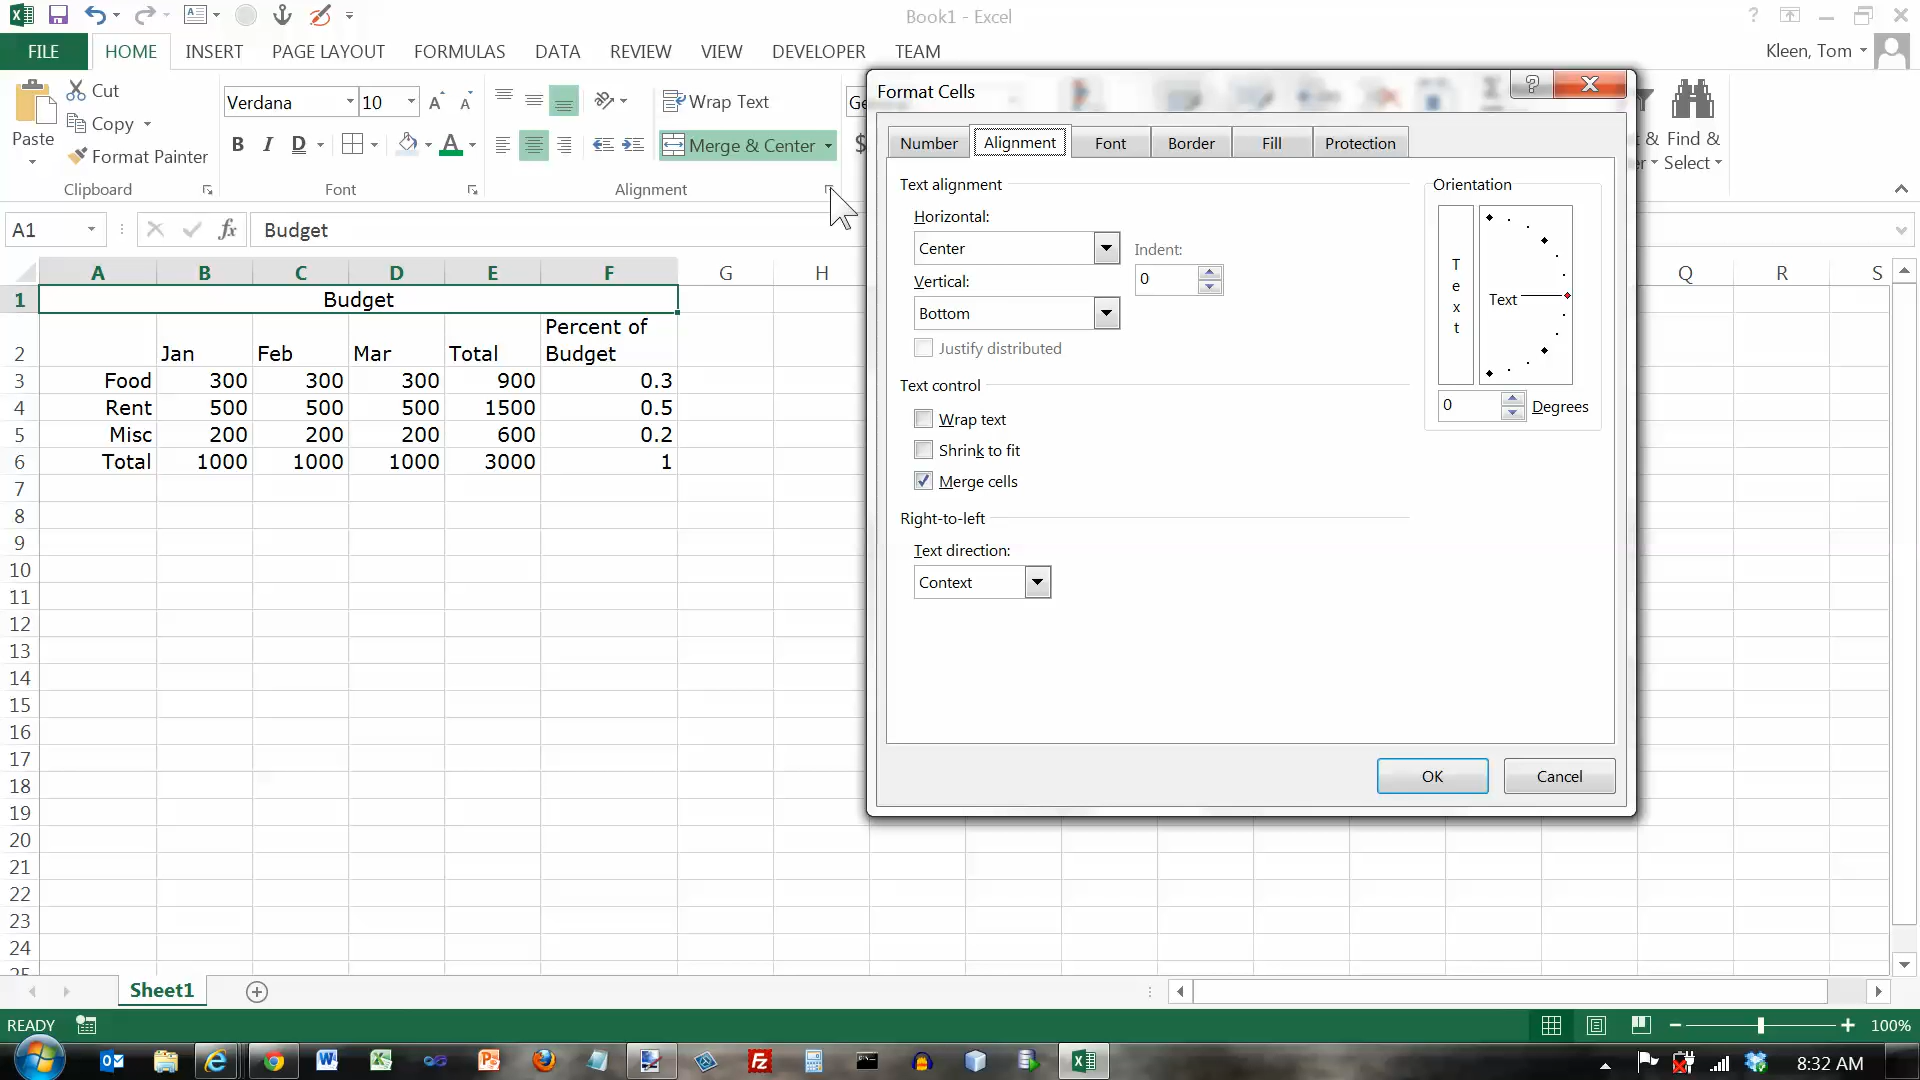 Book1 - Excel
?
FILE HOME INSERT PAGE LAYOUT FORMULAS DATA REVIEW VIEW DEVELOPER TEAM
Kleen, Tom
Paste
Cut
Copy
Format Painter
Clipboard
Verdana 10 A A
B I D A
Font
Wrap Text
Merge & Center
Alignment
Ge
$
& Find &
Select
A1 fx Budget
A B C D E F G H Q R S
1 Budget
Percent of
2 Jan Feb Mar Total Budget
3 Food 300 300 300 900 0.3
4 Rent 500 500 500 1500 0.5
5 Misc 200 200 200 600 0.2
6 Total 1000 1000 1000 3000 1
7
8
9
10
11
12
13
14
15
16
17
18
19
20
21
22
23
24
25
Format Cells
?
Number Alignment Font Border Fill Protection
Text alignment
Horizontal:
Center
Indent:
0
Vertical:
Bottom
Justify distributed
Text control
Wrap text
Shrink to fit
Merge cells
Right-to-left
Text direction:
Context
Orientation
T
e
x
t
Text
0 Degrees
OK Cancel
Sheet1
READY
100%
8:32 AM